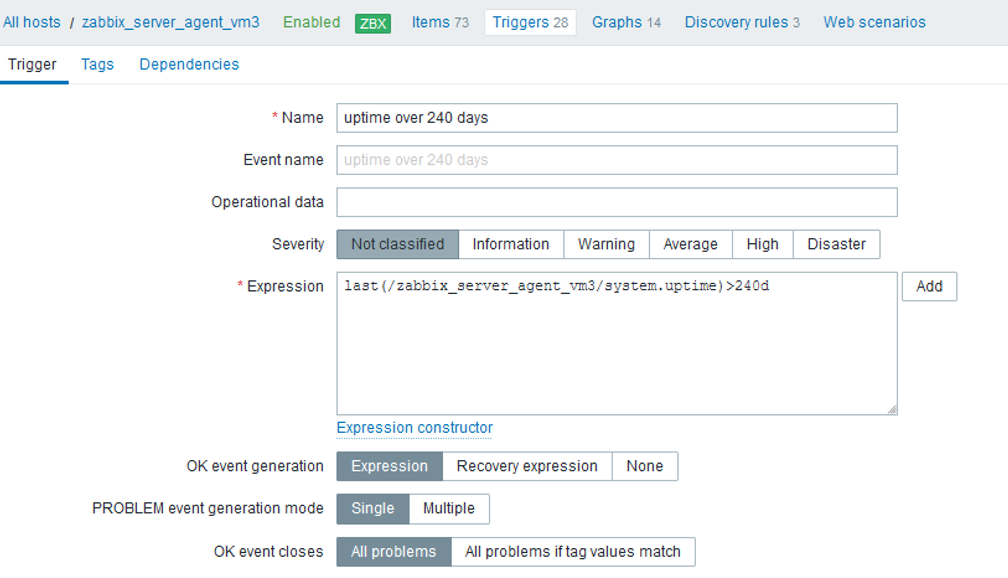 All hosts / zabbix_server_agent_vm3 Enabled ZBX Items 73 Triggers 28 Graphs 14 Discovery rules 3 Web scenarios
Trigger Tags Dependencies
* Name uptime over 240 days
Event name uptime over 240 days
Operational data
Severity Not classified Information Warning Average High Disaster
* Expression last(/zabbix_server_agent_vm3/system.uptime)>240d Add
Expression constructor
OK event generation Expression Recovery expression None
PROBLEM event generation mode Single Multiple
OK event closes All problems All problems if tag values match